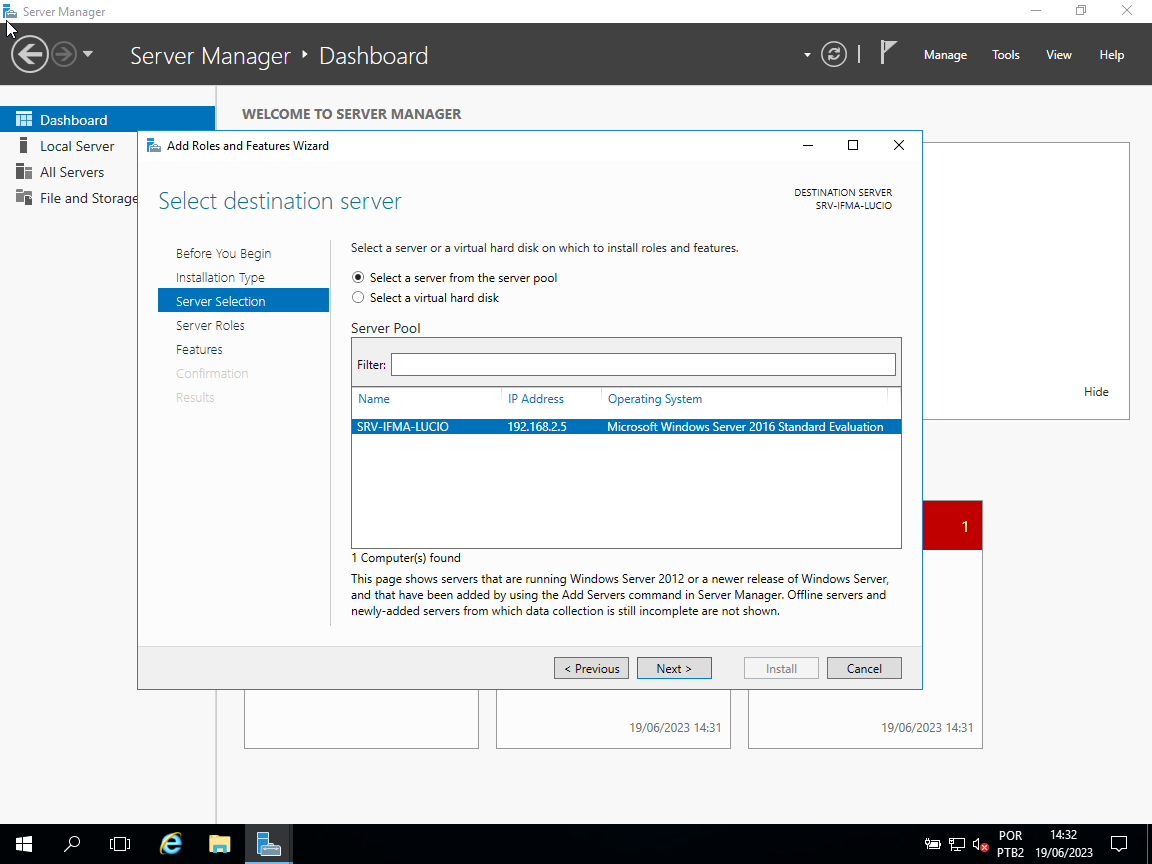 Server Manager
Server Manager ‣ Dashboard
Manage
Tools
View
Help
Dashboard
Local Server
All Servers
File and Storage
WELCOME TO SERVER MANAGER
Add Roles and Features Wizard
Select destination server
DESTINATION SERVER
SRV-IFMA-LUCIO
Before You Begin
Installation Type
Server Selection
Server Roles
Features
Confirmation
Results
Select a server or a virtual hard disk on which to install roles and features.
Select a server from the server pool
Select a virtual hard disk
Server Pool
Filter:
Name IP Address Operating System
SRV-IFMA-LUCIO 192.168.2.5 Microsoft Windows Server 2016 Standard Evaluation
1 Computer(s) found
This page shows servers that are running Windows Server 2012 or a newer release of Windows Server,
and that have been added by using the Add Servers command in Server Manager. Offline servers and
newly-added servers from which data collection is still incomplete are not shown.
< Previous
Next >
Install
Cancel
Hide
1
19/06/2023 14:31
19/06/2023 14:31
POR
PTB2
14:32
19/06/2023